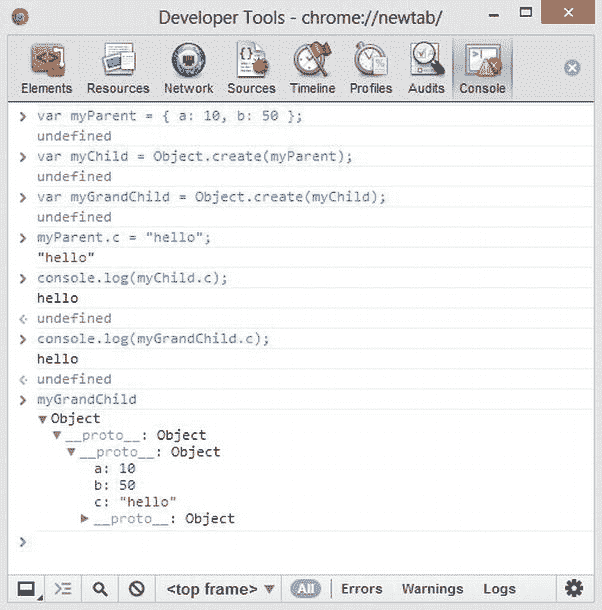 Developer Tools - chrome://newtab/
Elements Resources Network Sources Timeline Profiles Audits Console
var myParent = { a: 10, b: 50 };
undefined
var myChild = Object.create(myParent);
undefined
var myGrandChild = Object.create(myChild);
undefined
myParent.c = "hello";
"hello"
console.log(myChild.c);
hello
undefined
console.log(myGrandChild.c);
hello
undefined
myGrandChild
Object
__proto__: Object
__proto__: Object
a: 10
b: 50
c: "hello"
__proto__: Object
<top frame> All Errors Warnings Logs